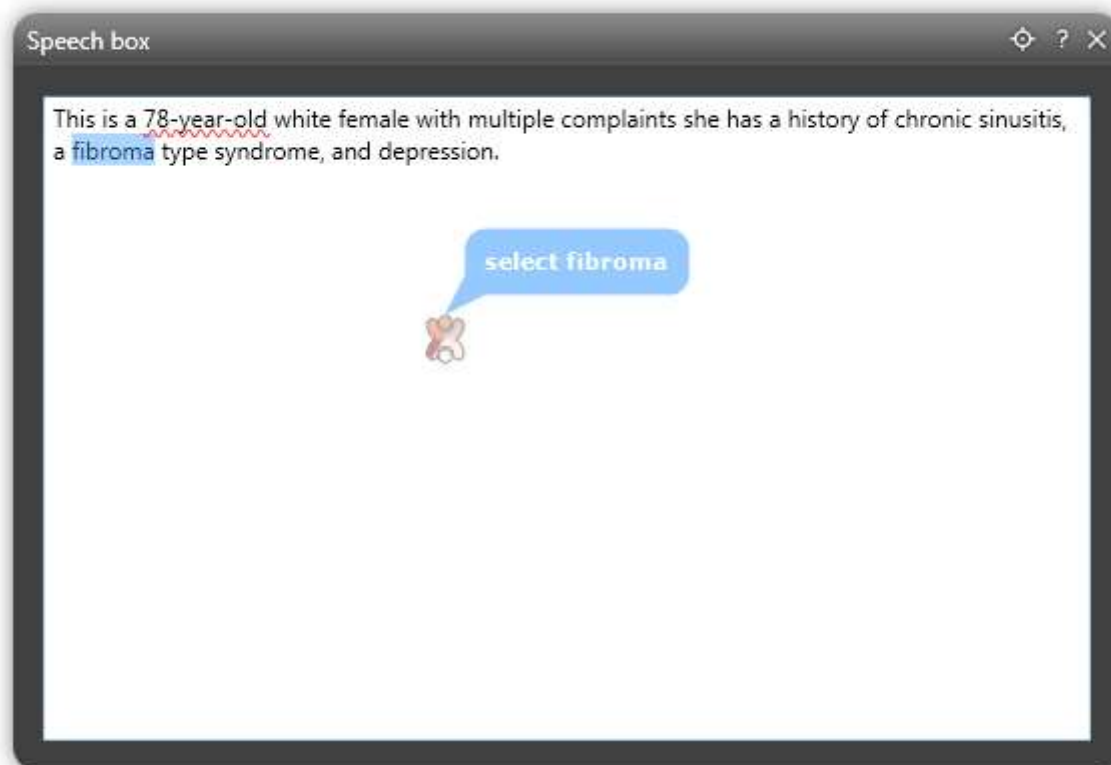 Speech box
?
This is a 78-year-old white female with multiple complaints she has a history of chronic sinusitis,
a fibroma type syndrome, and depression.
select fibroma